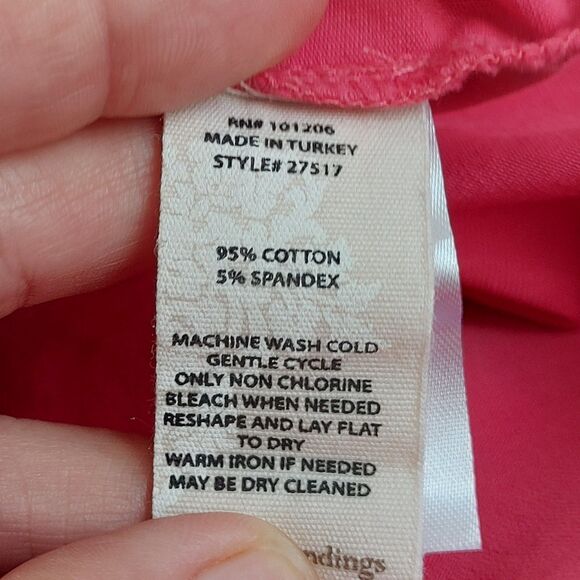 RN# 101206
MADE IN TURKEY
STYLE# 27517
95% COTTON
5% SPANDEX
MACHINE WASH COLD
GENTLE CYCLE
ONLY NON CHLORINE
BLEACH WHEN NEEDED
RESHAPE AND LAY FLAT
TO DRY
WARM IRON IF NEEDED
MAY BE DRY CLEANED